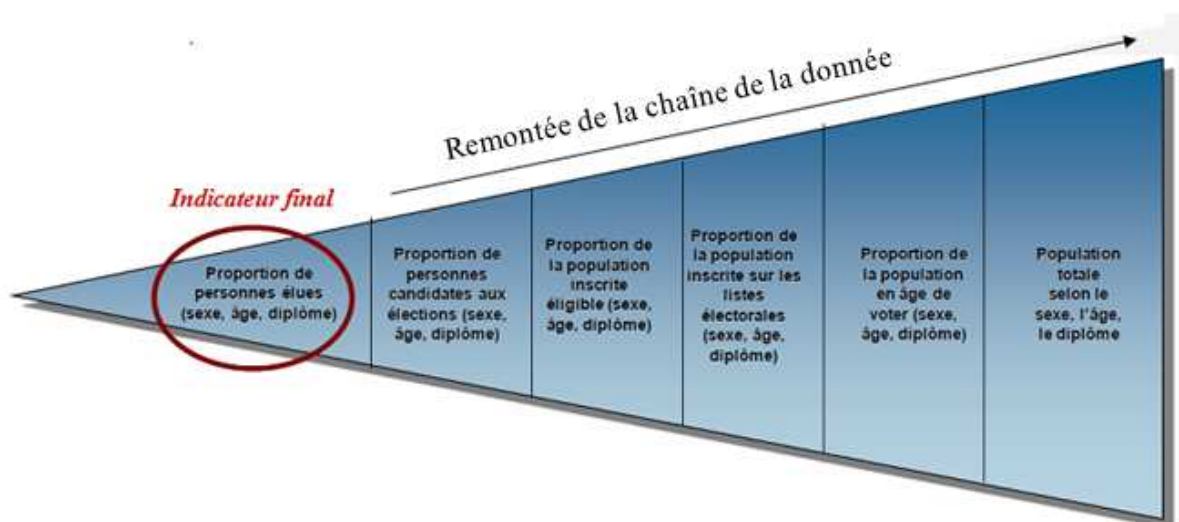 Remontée de la chaîne de la donnée
Indicateur final
Proportion de
personnes élues
(sexe, âge, diplôme)
Proportion de
personnes
candidates aux
élections (sexe,
âge, diplôme)
Proportion de
la population
inscrite
éligible (sexe,
âge, diplôme)
Proportion de
la population
inscrite sur les
listes
électorales
(sexe, âge,
diplôme)
Proportion de
la population
en âge de
voter (sexe,
âge, diplôme)
Population
totale
selon le
sexe, l'âge,
le diplôme